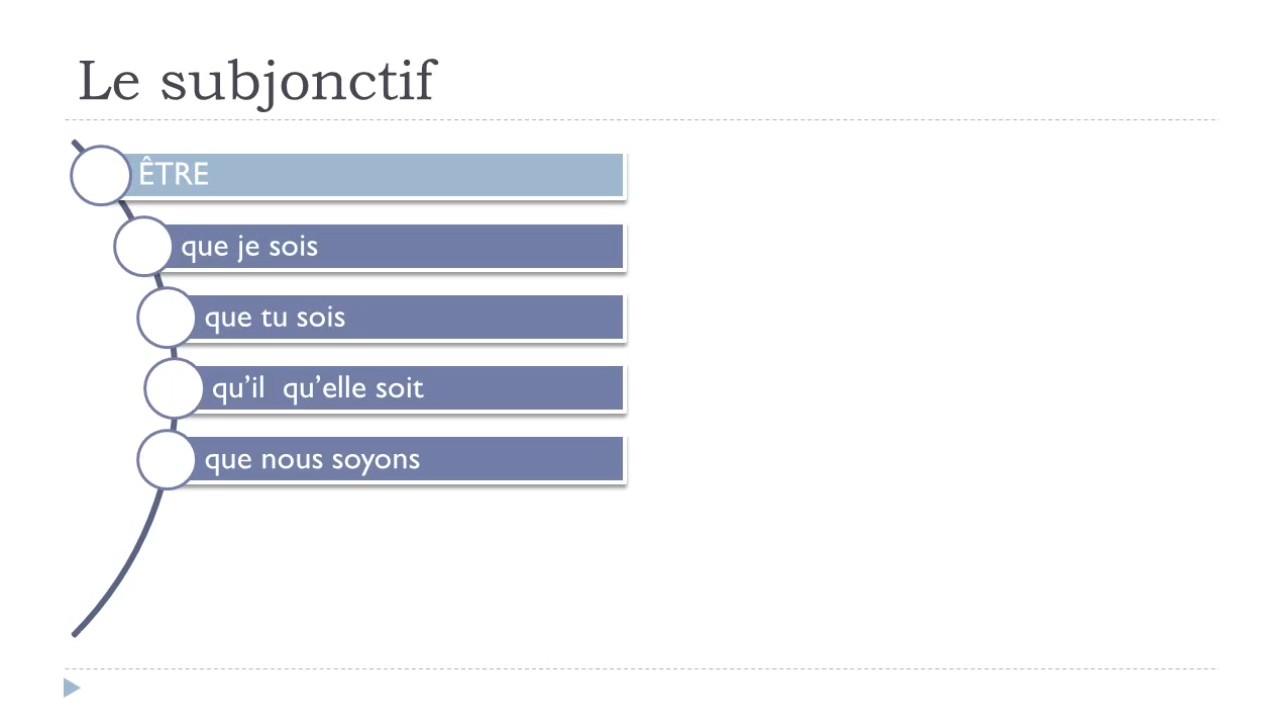 Le subjonctif
ÊTRE
que je sois
que tu sois
qu’il  qu’elle soit
que nous soyons